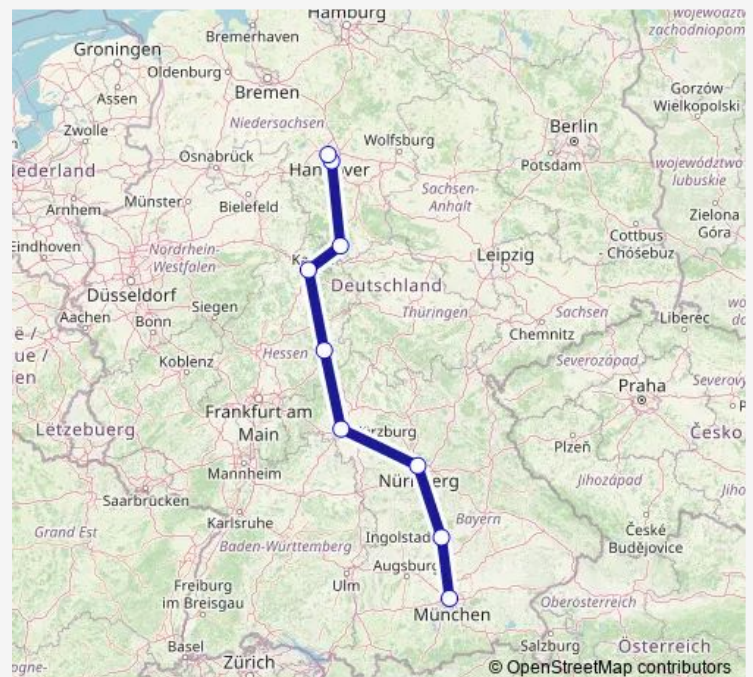 Hamburg
województwo
zachodniopom
Bremerhaven
Groningen
Oldenburg
Bremen
Assen
Gorzów
Wielkopolski
Niedersachsen
Zwolle
Wolfsburg
Berlin
Osnabrück
Potsdam
województwo
lubuskie
Nederland
Sachsen-
Anhalt
Arnhem
Münster
Bielefeld
Zielona
Góra
Eindhoven
Nordrhein-
Westfalen
Cottbus
- Chóśebuz
Leipzig
Düsseldorf
Deutschland
Siegen
Thüringen
Sachsen
Liberec
Aachen
Bonn
Chemnitz
Hessen
Severozápad
Koblenz
Praha
Frankfurt am
Main
Lëtzebuerg
Česko
Plzeň
Mannheim
Jihozápad
Saarbrücken
Karlsruhe
Bayern
Grand Est
Baden-Württemberg
České
Budějovice
Augsburg
Freiburg
im Breisgau
Ulm
Oberösterreich
München
Basel
Salzburg
Österreich
Zürich
© OpenStreetMap contributors